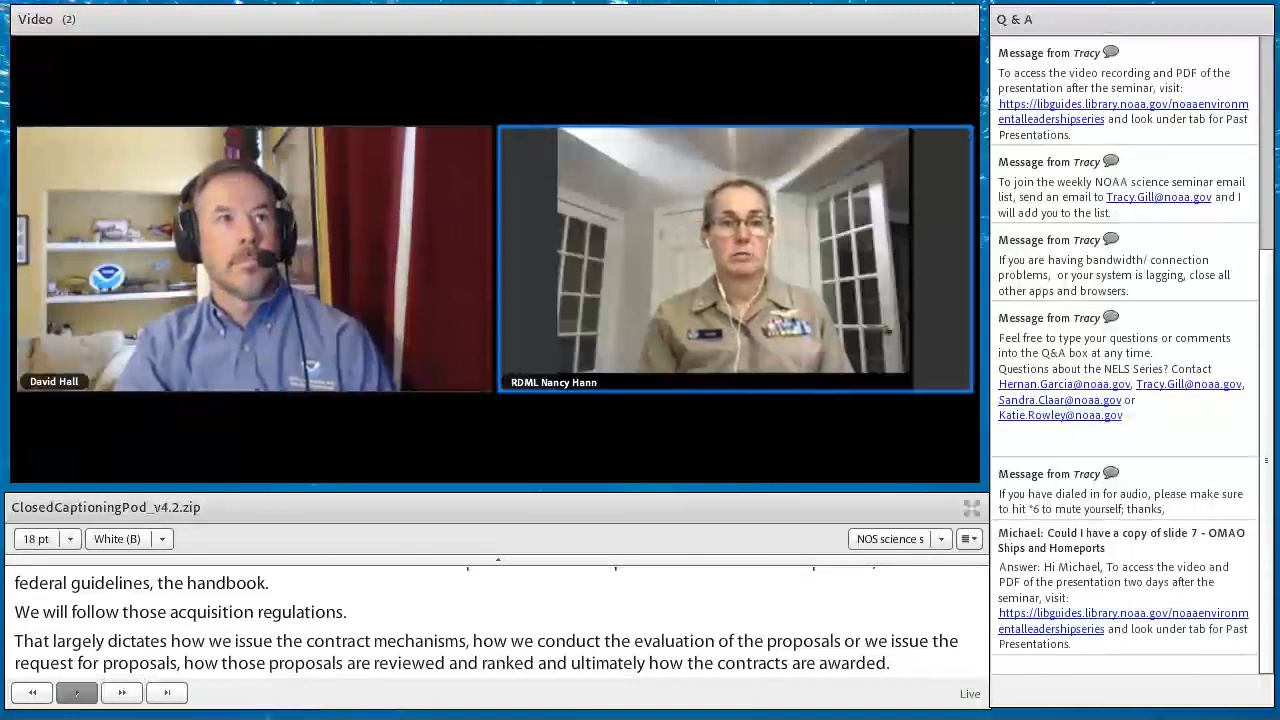 Video (2)
David Hall
RDML Nancy Hann
ClosedCaptioningPod_v4.2.zip
18 pt
White (B)
NOS science s
federal guidelines, the handbook.
We will follow those acquisition regulations.
That largely dictates how we issue the contract mechanisms, how we conduct the evaluation of the proposals or we issue the
request for proposals, how those proposals are reviewed and ranked and ultimately how the contracts are awarded.
Live
Q & A
Message from Tracy
To access the video recording and PDF of the
presentation after the seminar, visit:
https://libguides.library.noaa.gov/noaaenvironm
entalleadershipseries and look under tab for Past
Presentations.
Message from Tracy
To join the weekly NOAA science seminar email
list, send an email to Tracy.Gill@noaa.gov and I
will add you to the list.
Message from Tracy
If you are having bandwidth/ connection
problems, or your system is lagging, close all
other apps and browsers.
Message from Tracy
Feel free to type your questions or comments
into the Q&A box at any time.
Questions about the NELS Series? Contact
Hernan.Garcia@noaa.gov, Tracy.Gill@noaa.gov,
Sandra.Claar@noaa.gov or
Katie.Rowley@noaa.gov
Message from Tracy
If you have dialed in for audio, please make sure
to hit *6 to mute yourself; thanks,
Michael: Could I have a copy of slide 7 - OMAO
Ships and Homeports
Answer: Hi Michael, To access the video and
PDF of the presentation two days after the
seminar, visit:
https://libguides.library.noaa.gov/noaaenvironm
entalleadershipseries and look under tab for Past
Presentations.